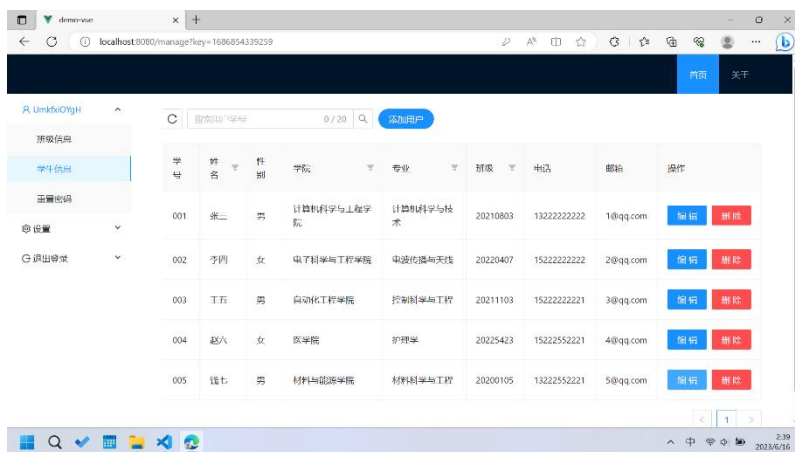 demo-vue
localhost:8080/manage?key=1686854339259
首页 关于
UmkfxiOYgH
班级信息
学生信息
重置密码
设置
退出登录
搜索用户学号 0 / 20 添加用户
学号 姓名 性别 学院 专业 班级 电话 邮箱 操作
001 张三 男 计算机科学与工程学院 计算机科学与技术 20210803 13222222222 1@qq.com 编辑 删除
002 李四 女 电子科学与工程学院 电波传播与天线 20220407 15222222222 2@qq.com 编辑 删除
003 王五 男 自动化工程学院 控制科学与工程 20211103 15222222221 3@qq.com 编辑 删除
004 赵六 女 医学院 护理学 20225423 15222552221 4@qq.com 编辑 删除
005 钱七 男 材料与能源学院 材料科学与工程 20200105 13222552221 5@qq.com 编辑 删除
1
中 2:39
2023/6/16